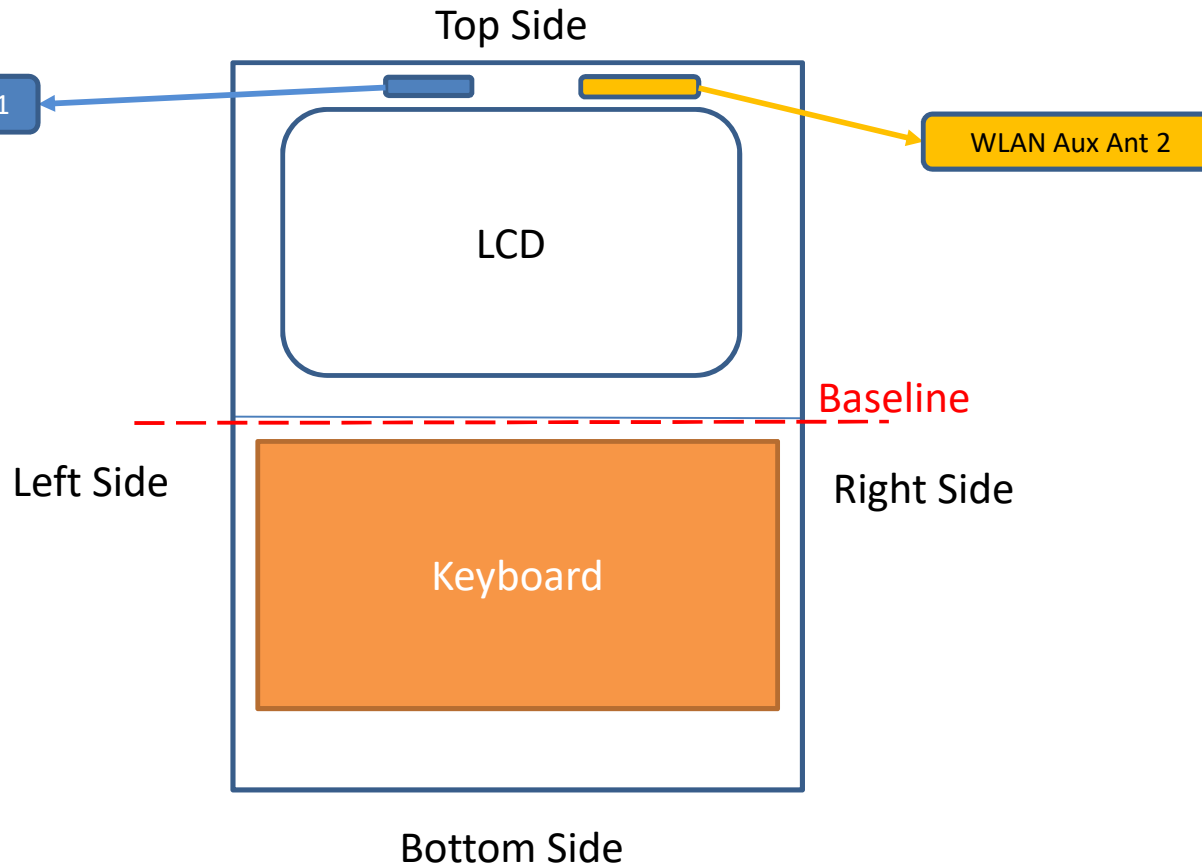 Top Side
1
WLAN Aux Ant 2
LCD
Baseline
Left Side
Right Side
Keyboard
Bottom Side